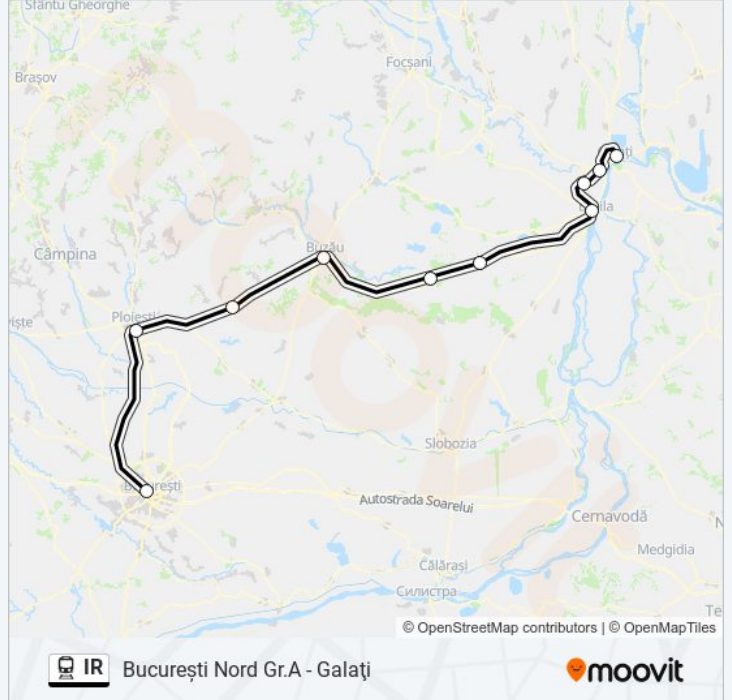 Sfântu Gheorghe
Focșani
Brașov
Buzău
Câmpina
Ploiești
Slobozia
București
Autostrada Soarelui
Cernavodă
Medgidia
Călărași
Силистра
© OpenStreetMap contributors | © OpenMapTiles
IR București Nord Gr.A - Galaţi
moovit